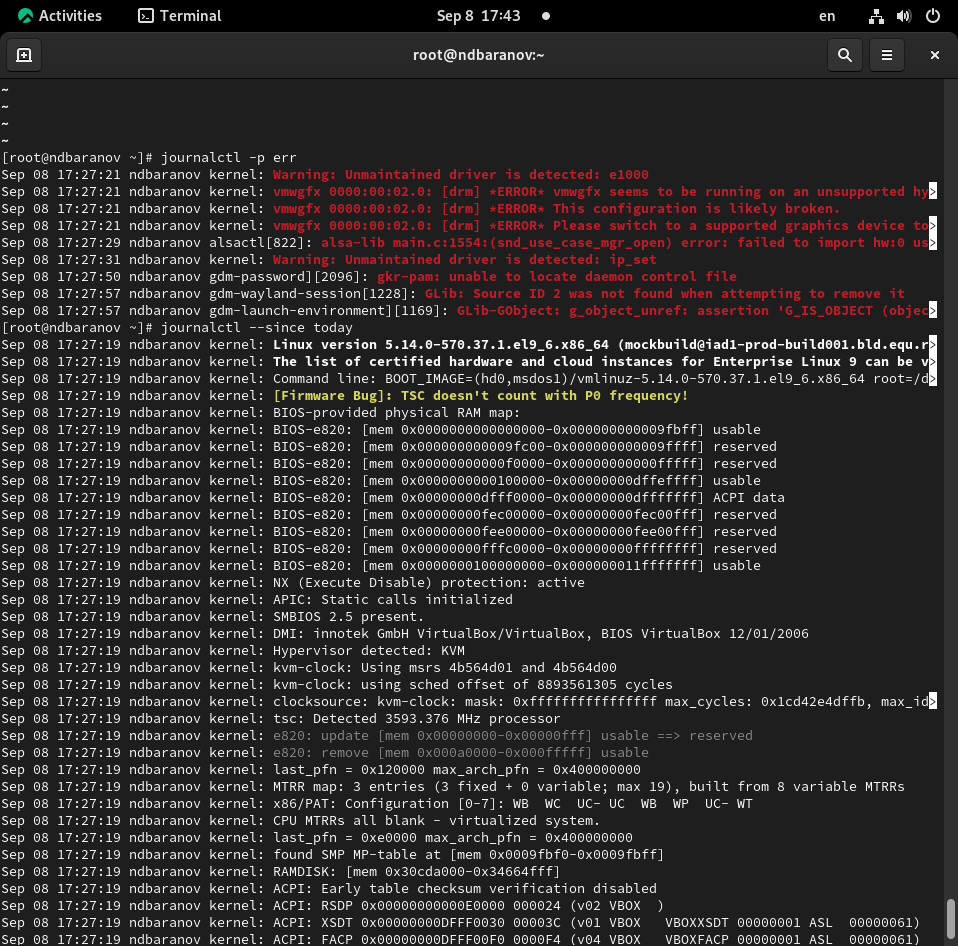 Activities Terminal Sep 8 17:43 en
root@ndbaranov:~
~
~
~
~
[root@ndbaranov ~]# journalctl -p err
Sep 08 17:27:21 ndbaranov kernel: Warning: Unmaintained driver is detected: e1000
Sep 08 17:27:21 ndbaranov kernel: vmwgfx 0000:00:02.0: [drm] *ERROR* vmwgfx seems to be running on an unsupported hy>
Sep 08 17:27:21 ndbaranov kernel: vmwgfx 0000:00:02.0: [drm] *ERROR* This configuration is likely broken.
Sep 08 17:27:21 ndbaranov kernel: vmwgfx 0000:00:02.0: [drm] *ERROR* Please switch to a supported graphics device to>
Sep 08 17:27:29 ndbaranov alsactl[822]: alsa-lib main.c:1554:(snd_use_case_mgr_open) error: failed to import hw:0 us>
Sep 08 17:27:31 ndbaranov kernel: Warning: Unmaintained driver is detected: ip_set
Sep 08 17:27:50 ndbaranov gdm-password][2096]: gkr-pam: unable to locate daemon control file
Sep 08 17:27:57 ndbaranov gdm-wayland-session[1228]: GLib: Source ID 2 was not found when attempting to remove it
Sep 08 17:27:57 ndbaranov gdm-launch-environment][1169]: GLib-GObject: g_object_unref: assertion 'G_IS_OBJECT (objec>
[root@ndbaranov ~]# journalctl --since today
Sep 08 17:27:19 ndbaranov kernel: Linux version 5.14.0-570.37.1.el9_6.x86_64 (mockbuild@iad1-prod-build001.bld.equ.r>
Sep 08 17:27:19 ndbaranov kernel: The list of certified hardware and cloud instances for Enterprise Linux 9 can be v>
Sep 08 17:27:19 ndbaranov kernel: Command line: BOOT_IMAGE=(hd0,msdos1)/vmlinuz-5.14.0-570.37.1.el9_6.x86_64 root=/d>
Sep 08 17:27:19 ndbaranov kernel: [Firmware Bug]: TSC doesn't count with P0 frequency!
Sep 08 17:27:19 ndbaranov kernel: BIOS-provided physical RAM map:
Sep 08 17:27:19 ndbaranov kernel: BIOS-e820: [mem 0x0000000000000000-0x000000000009fbff] usable
Sep 08 17:27:19 ndbaranov kernel: BIOS-e820: [mem 0x000000000009fc00-0x000000000009ffff] reserved
Sep 08 17:27:19 ndbaranov kernel: BIOS-e820: [mem 0x00000000000f0000-0x00000000000fffff] reserved
Sep 08 17:27:19 ndbaranov kernel: BIOS-e820: [mem 0x0000000000100000-0x00000000dffeffff] usable
Sep 08 17:27:19 ndbaranov kernel: BIOS-e820: [mem 0x00000000dfff0000-0x00000000dfffffff] ACPI data
Sep 08 17:27:19 ndbaranov kernel: BIOS-e820: [mem 0x00000000fec00000-0x00000000fec00fff] reserved
Sep 08 17:27:19 ndbaranov kernel: BIOS-e820: [mem 0x00000000fee00000-0x00000000fee00fff] reserved
Sep 08 17:27:19 ndbaranov kernel: BIOS-e820: [mem 0x00000000fffc0000-0x00000000ffffffff] reserved
Sep 08 17:27:19 ndbaranov kernel: BIOS-e820: [mem 0x0000000100000000-0x000000011fffffff] usable
Sep 08 17:27:19 ndbaranov kernel: NX (Execute Disable) protection: active
Sep 08 17:27:19 ndbaranov kernel: APIC: Static calls initialized
Sep 08 17:27:19 ndbaranov kernel: SMBIOS 2.5 present.
Sep 08 17:27:19 ndbaranov kernel: DMI: innotek GmbH VirtualBox/VirtualBox, BIOS VirtualBox 12/01/2006
Sep 08 17:27:19 ndbaranov kernel: Hypervisor detected: KVM
Sep 08 17:27:19 ndbaranov kernel: kvm-clock: Using msrs 4b564d01 and 4b564d00
Sep 08 17:27:19 ndbaranov kernel: kvm-clock: using sched offset of 8893561305 cycles
Sep 08 17:27:19 ndbaranov kernel: clocksource: kvm-clock: mask: 0xffffffffffffffff max_cycles: 0x1cd42e4dffb, max_id>
Sep 08 17:27:19 ndbaranov kernel: tsc: Detected 3593.376 MHz processor
Sep 08 17:27:19 ndbaranov kernel: e820: update [mem 0x00000000-0x00000fff] usable ==> reserved
Sep 08 17:27:19 ndbaranov kernel: e820: remove [mem 0x000a0000-0x000fffff] usable
Sep 08 17:27:19 ndbaranov kernel: last_pfn = 0x120000 max_arch_pfn = 0x400000000
Sep 08 17:27:19 ndbaranov kernel: MTRR map: 3 entries (3 fixed + 0 variable; max 19), built from 8 variable MTRRs
Sep 08 17:27:19 ndbaranov kernel: x86/PAT: Configuration [0-7]: WB  WC  UC- UC  WB  WP  UC- WT
Sep 08 17:27:19 ndbaranov kernel: CPU MTRRs all blank - virtualized system.
Sep 08 17:27:19 ndbaranov kernel: last_pfn = 0xe0000 max_arch_pfn = 0x400000000
Sep 08 17:27:19 ndbaranov kernel: found SMP MP-table at [mem 0x0009fbf0-0x0009fbff]
Sep 08 17:27:19 ndbaranov kernel: RAMDISK: [mem 0x30cda000-0x34664fff]
Sep 08 17:27:19 ndbaranov kernel: ACPI: Early table checksum verification disabled
Sep 08 17:27:19 ndbaranov kernel: ACPI: RSDP 0x00000000000E0000 000024 (v02 VBOX  )
Sep 08 17:27:19 ndbaranov kernel: ACPI: XSDT 0x00000000DFFF0030 00003C (v01 VBOX   VBOXXSDT 00000001 ASL  00000061)
Sep 08 17:27:19 ndbaranov kernel: ACPI: FACP 0x00000000DFFF00F0 0000F4 (v04 VBOX   VBOXFACP 00000001 ASL  00000061)